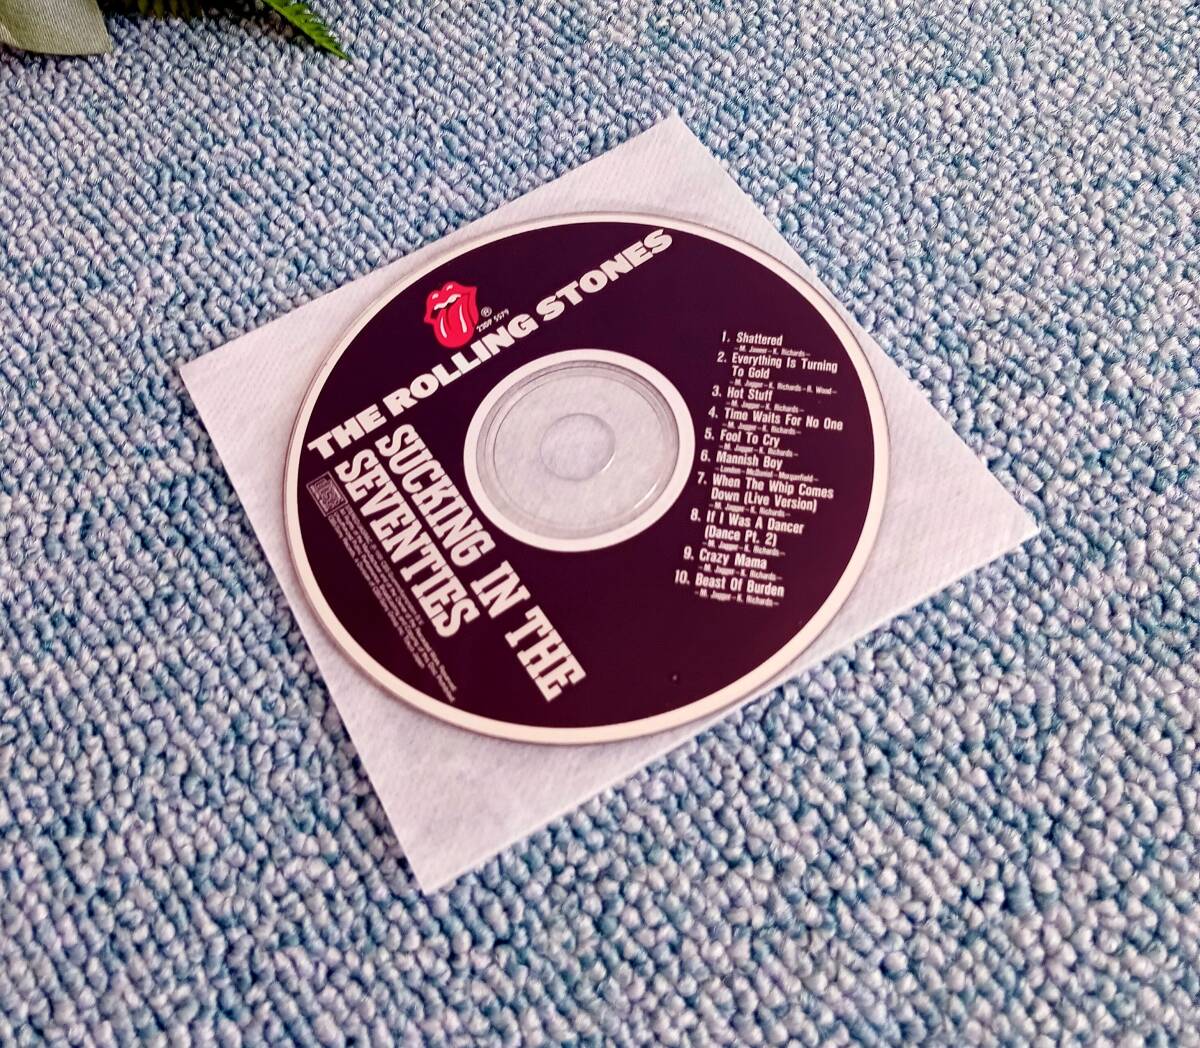 ®
23DP 5579
THE ROLLING STONES
SUCKING IN THE
SEVENTIES
1. Shattered
–M. Jagger–K. Richards–
2. Everything Is Turning
To Gold
–M. Jagger–K. Richards–R. Wood–
3. Hot Stuff
–M. Jagger–K. Richards–
4. Time Waits For No One
–M. Jagger–K. Richards–
5. Fool To Cry
–M. Jagger–K. Richards–
6. Mannish Boy
–London–McDaniel–Morganfield–
7. When The Whip Comes
Down (Live Version)
–M. Jagger–K. Richards–
8. If I Was A Dancer
(Dance Pt. 2)
–M. Jagger–K. Richards–
9. Crazy Mama
–M. Jagger–K. Richards–
10. Beast Of Burden
–M. Jagger–K. Richards–